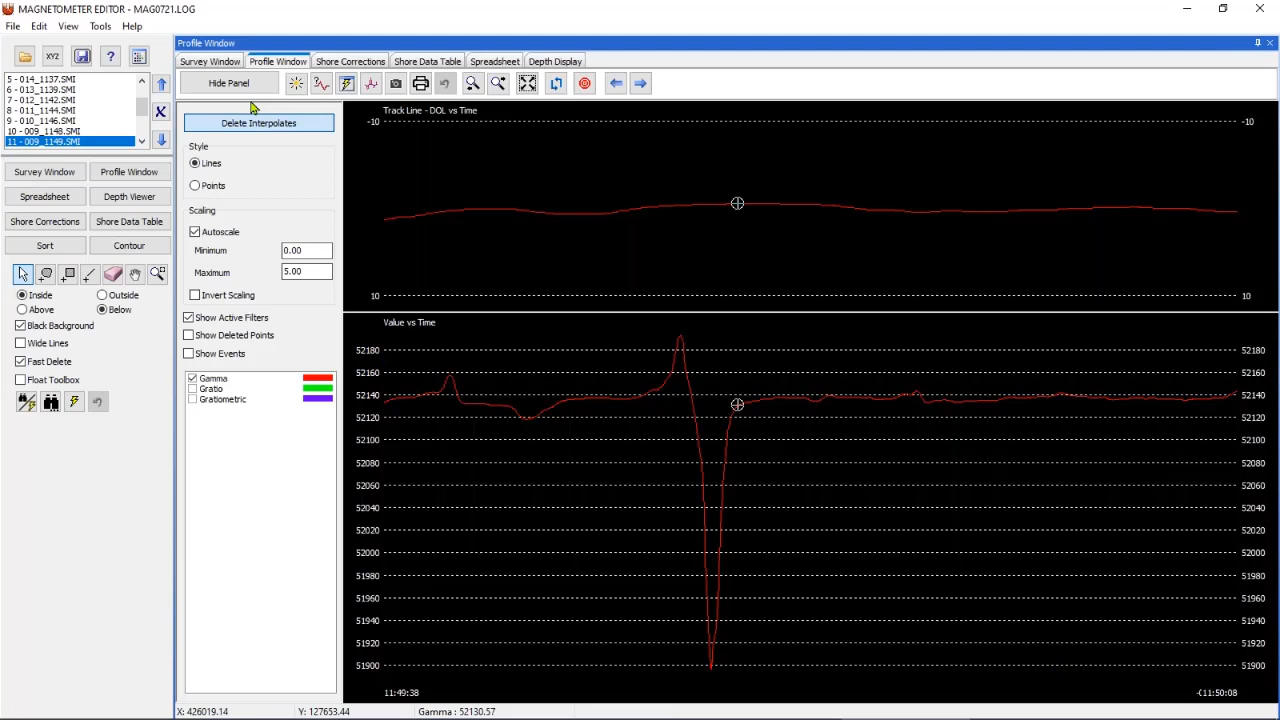 MAGNETOMETER EDITOR - MAG0721.LOG
File Edit View Tools Help
Profile Window
Survey Window Profile Window Shore Corrections Shore Data Table Spreadsheet Depth Display
XYZ ?
Hide Panel
5 - 014_1137.SMI
6 - 013_1139.SMI
7 - 012_1142.SMI
8 - 011_1144.SMI
9 - 010_1146.SMI
10 - 009_1148.SMI
11 - 009_1149.SMI
Survey Window Profile Window
Spreadsheet Depth Viewer
Shore Corrections Shore Data Table
Sort Contour
Inside Outside
Above Below
Black Background
Wide Lines
Fast Delete
Float Toolbox
Delete Interpolates
Style
Lines
Points
Scaling
Autoscale
Minimum 0.00
Maximum 5.00
Invert Scaling
Show Active Filters
Show Deleted Points
Show Events
Gamma
Gratio
Gratiometric
Track Line - DOL vs Time
-10 -10
10 10
Value vs Time
52180 52180
52160 52160
52140 52140
52120 52120
52100 52100
52080 52080
52060 52060
52040 52040
52020 52020
52000 52000
51980 51980
51960 51960
51940 51940
51920 51920
51900 51900
11:49:38 -(11:50:08
X: 426019.14 Y: 127653.44 Gamma : 52130.57